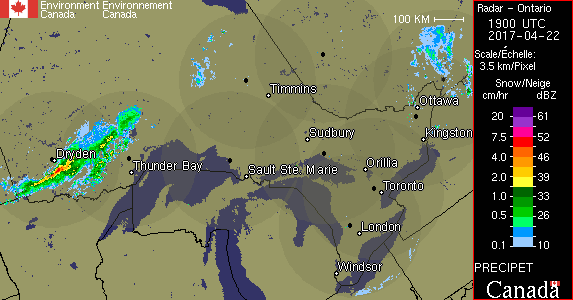 Environment Environnement
Canada Canada
100 KM
Timmins
Ottawa
Sudbury
Kingston
Dryden
Thunder Bay
Sault Ste. Marie
Orillia
Toronto
London
Windsor
Radar - Ontario
1900 UTC
2017-04-22
Scale/Échelle:
3.5 km/Pixel
Snow/Neige
cm/hr dBZ
20 61
7.5 52
4.0 46
2.0 39
1.0 33
0.5 26
0.1 10
PRECIPET
Canada